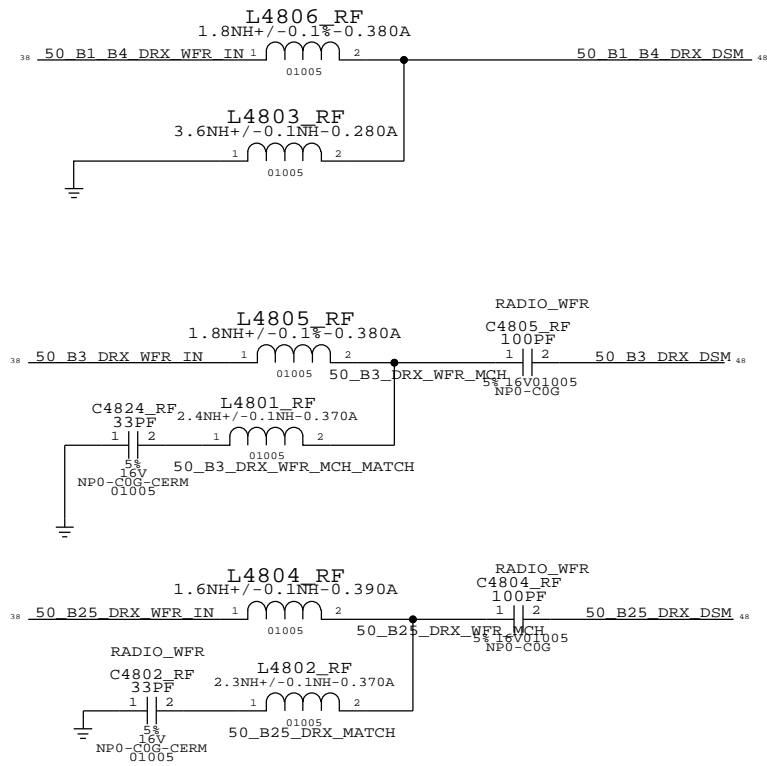 L4806_RF
1.8NH+/-0.1%-0.380A
38 50_B1_B4_DRX_WFR_IN 1 2 50_B1_B4_DRX_DSM 48
01005
L4803_RF
3.6NH+/-0.1NH-0.280A
1 2
01005
RADIO_WFR
L4805_RF
C4805_RF
1.8NH+/-0.1%-0.380A
100PF
38 50_B3_DRX_WFR_IN 1 2 1 2 50_B3_DRX_DSM 48
01005
50_B3_DRX_WFR_MCH
5% 16V01005
NP0-C0G
C4824_RF
33PF
1 2
L4801_RF
2.4NH+/-0.1NH-0.370A
1 2
01005
50_B3_DRX_WFR_MCH_MATCH
5%
16V
NP0-C0G-CERM
01005
RADIO_WFR
L4804_RF
C4804_RF
1.6NH+/-0.1NH-0.390A
100PF
38 50_B25_DRX_WFR_IN 1 2 1 2 50_B25_DRX_DSM 48
01005
50_B25_DRX_WFR_MCH
5% 16V01005
NP0-C0G
RADIO_WFR
C4802_RF
33PF
1 2
L4802_RF
2.3NH+/-0.1NH-0.370A
1 2
01005
50_B25_DRX_MATCH
5%
16V
NP0-C0G-CERM
01005